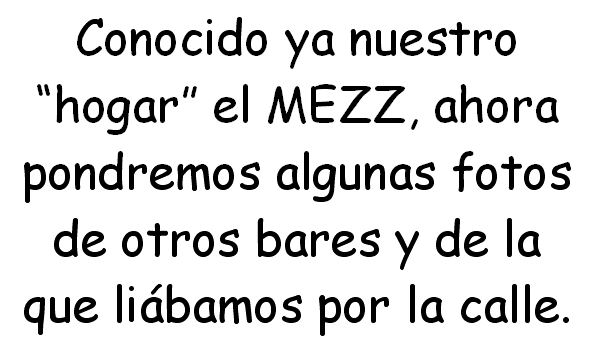 Conocido ya nuestro
“hogar” el MEZZ, ahora
pondremos algunas fotos
de otros bares y de la
que liábamos por la calle.